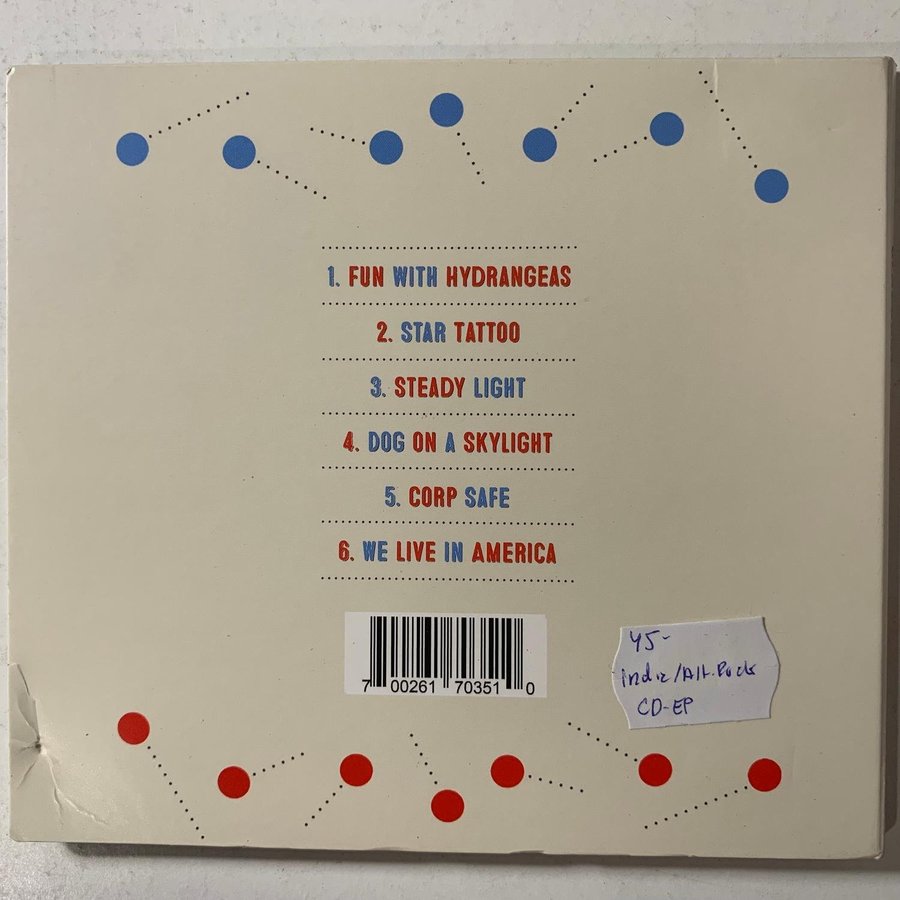 1. FUN WITH HYDRANGEAS
2. STAR TATTOO
3. STEADY LIGHT
4. DOG ON A SKYLIGHT
5. CORP SAFE
6. WE LIVE IN AMERICA
7 00261 70351 0
45-
Indie/Alt.Rock
CD-EP